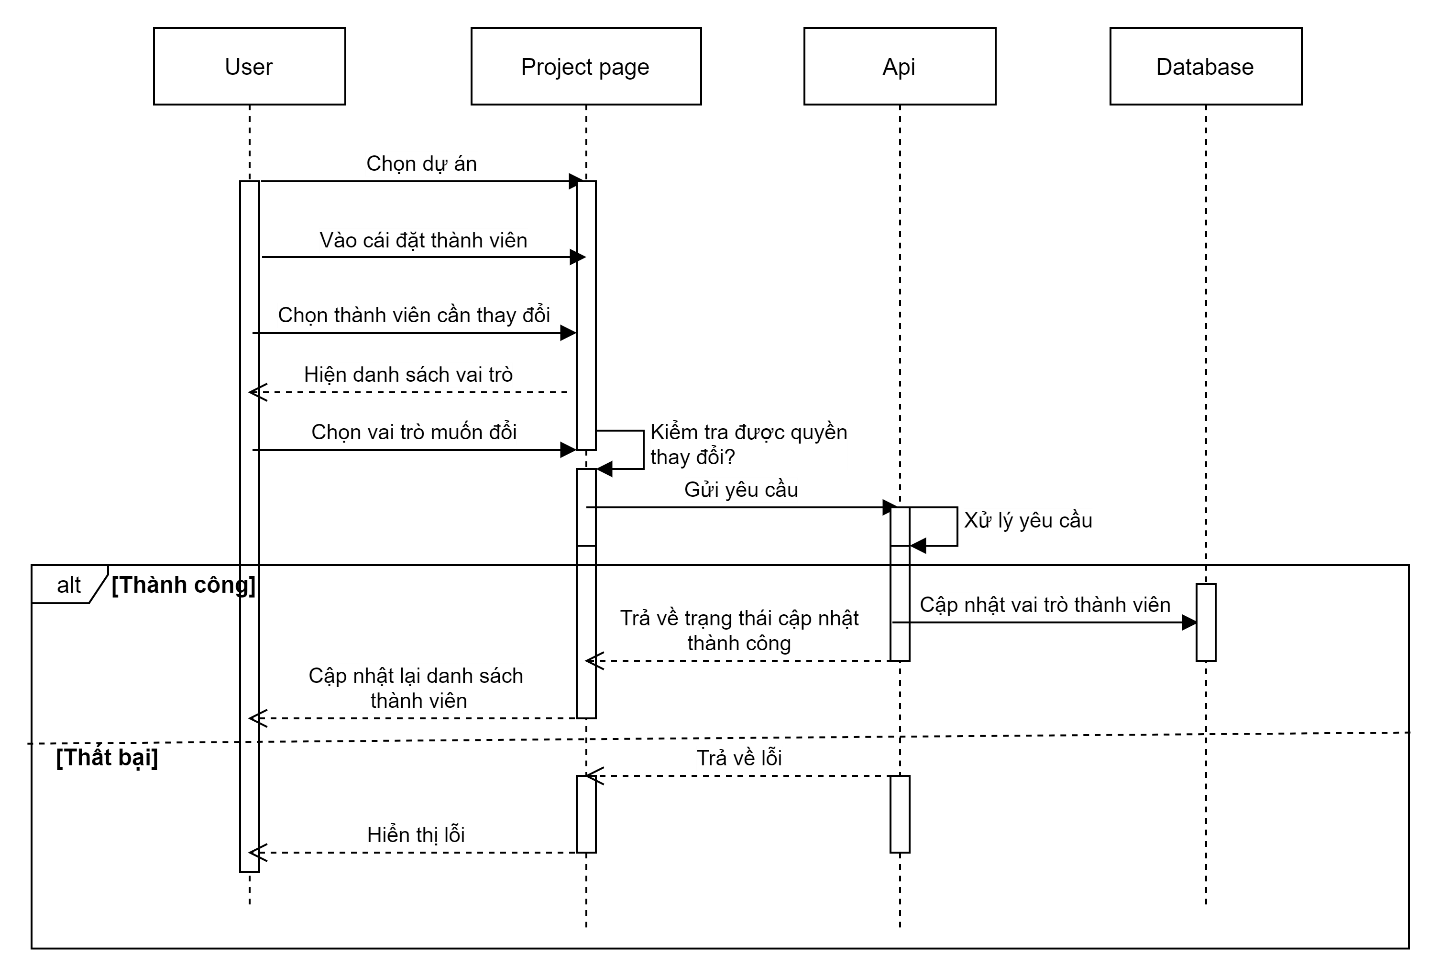 User
Project page
Api
Database
Chọn dự án
Vào cái đặt thành viên
Chọn thành viên cần thay đổi
Hiện danh sách vai trò
Chọn vai trò muốn đổi
Kiểm tra được quyền
thay đổi?
Gửi yêu cầu
Xử lý yêu cầu
alt
[Thành công]
Cập nhật vai trò thành viên
Trả về trạng thái cập nhật
thành công
Cập nhật lại danh sách
thành viên
[Thất bại]
Trả về lỗi
Hiển thị lỗi